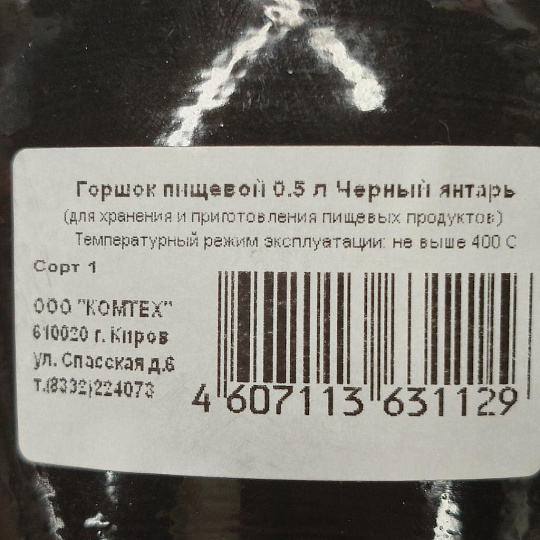 Горшок пищевой 0.5 л Черный янтарь
(для хранения и приготовления пищевых продуктов)
Температурный режим эксплуатации: не выше 400 С
Сорт 1
ООО "КОМТЕХ"
610020 г. Киров
ул. Спасская д.6
т.(8332)224073
4 607113 631129